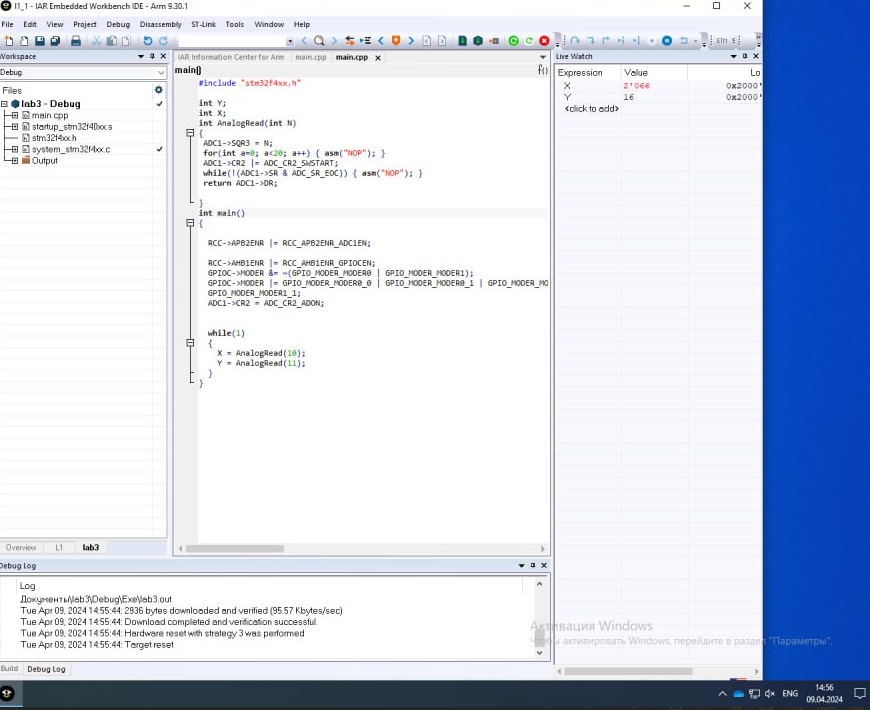 l1_1 - IAR Embedded Workbench IDE - Arm 9.30.1
File Edit View Project Debug Disassembly ST-Link Tools Window Help
Workspace
Debug
Files
lab3 - Debug
main.cpp
startup_stm32f40xx.s
stm32f4xx.h
system_stm32f4xx.c
Output
Overview L1 lab3
IAR Information Center for Arm main.cpp main.cpp
main()
f()
#include "stm32f4xx.h"
int Y;
int X;
int AnalogRead(int N)
{
ADC1->SQR3 = N;
for(int a=0; a<20; a++) { asm("NOP"); }
ADC1->CR2 |= ADC_CR2_SWSTART;
while(!(ADC1->SR & ADC_SR_EOC)) { asm("NOP"); }
return ADC1->DR;
}
int main()
{
RCC->APB2ENR |= RCC_APB2ENR_ADC1EN;
RCC->AHB1ENR |= RCC_AHB1ENR_GPIOCEN;
GPIOC->MODER &= ~(GPIO_MODER_MODER0 | GPIO_MODER_MODER1);
GPIOC->MODER |= GPIO_MODER_MODER0_0 | GPIO_MODER_MODER0_1 | GPIO_MODER_MO
GPIO_MODER_MODER1_1;
ADC1->CR2 = ADC_CR2_ADON;
while(1)
{
X = AnalogRead(10);
Y = AnalogRead(11);
}
}
Live Watch
Expression Value Lo
X 2'066 0x2000'
Y 16 0x2000'
<click to add>
Debug Log
Log
Документы\lab3\Debug\Exe\lab3.out
Tue Apr 09, 2024 14:55:44: 2936 bytes downloaded and verified (95.57 Kbytes/sec)
Tue Apr 09, 2024 14:55:44: Download completed and verification successful.
Tue Apr 09, 2024 14:55:44: Hardware reset with strategy 3 was performed
Tue Apr 09, 2024 14:55:44: Target reset
Build Debug Log
Активация Windows
Чтобы активировать Windows, перейдите в раздел "Параметры".
ENG
14:56
09.04.2024